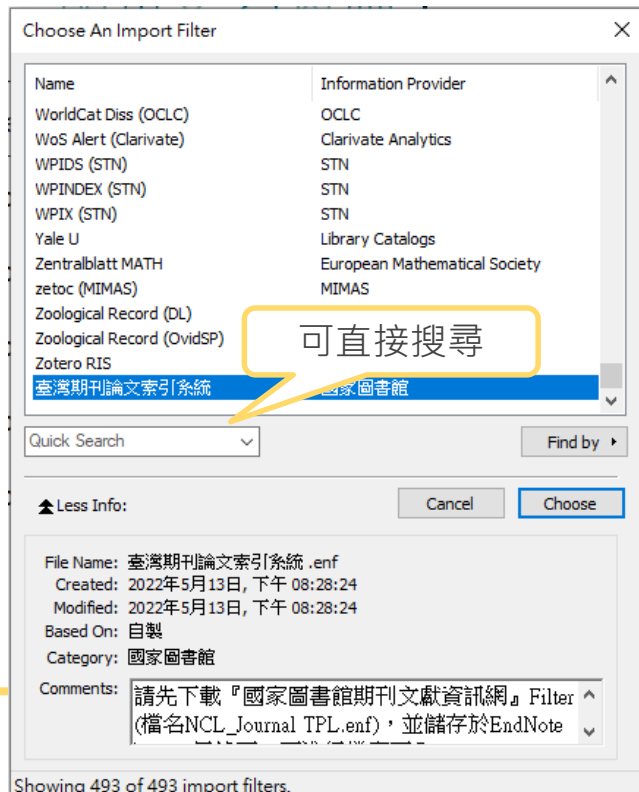 Choose An Import Filter
Name Information Provider
WorldCat Diss (OCLC) OCLC
WoS Alert (Clarivate) Clarivate Analytics
WPIDS (STN) STN
WPINDEX (STN) STN
WPIX (STN) STN
Yale U Library Catalogs
Zentralblatt MATH European Mathematical Society
zetoc (MIMAS) MIMAS
Zoological Record (DL)
Zoological Record (OvidSP)
可直接搜尋
Zotero RIS
臺灣期刊論文索引系統 國家圖書館
Quick Search Find by
Less Info: Cancel Choose
File Name: 臺灣期刊論文索引系統 .enf
Created: 2022年5月13日, 下午 08:28:24
Modified: 2022年5月13日, 下午 08:28:24
Based On: 自製
Category: 國家圖書館
Comments: 請先下載『國家圖書館期刊文獻資訊網』Filter
(檔名NCL_Journal TPL.enf)，並儲存於EndNote
Showing 493 of 493 import filters.